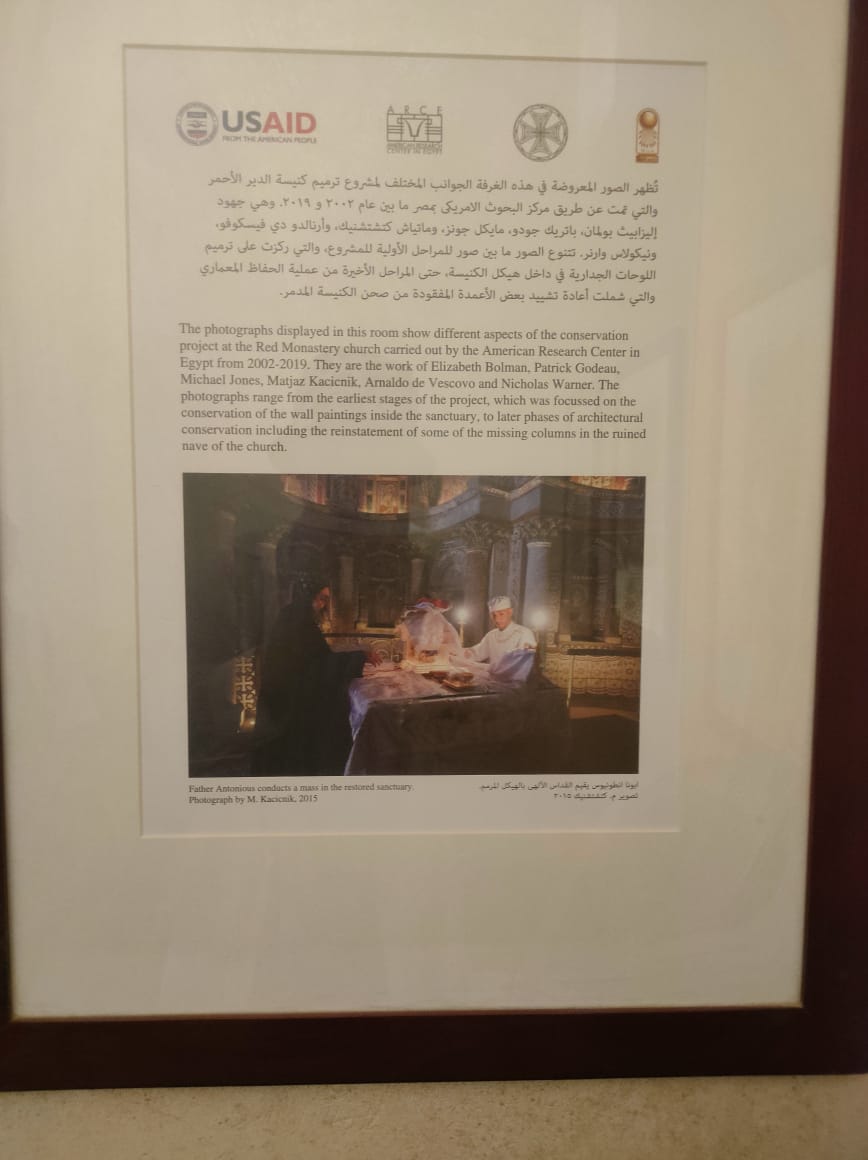 USAID
FROM THE AMERICAN PEOPLE
ARCE
AMERICAN RESEARCH
CENTER IN EGYPT
تُظهر الصور المعروضة في هذه الغرفة الجوانب المختلف لمشروع ترميم كنيسة الدير الأحمر
والتي تمت عن طريق مركز البحوث الامريكى بمصر ما بين عام ٢٠٠٢ و ٢٠١٩. وهي جهود
إليزابيث بولمان، باتريك جودو، مايكل جونز، وماتياش كتشتشنيك، وأرنالدو دي فيسكوفو،
ونيكولاس وارنر. تتنوع الصور ما بين صور للمراحل الأولية للمشروع، والتي ركزت على ترميم
اللوحات الجدارية في داخل هيكل الكنيسة، حتى المراحل الأخيرة من عملية الحفاظ المعماري
والتي شملت أعادة تشييد بعض الأعمدة المفقودة من صحن الكنيسة المدمر.
The photographs displayed in this room show different aspects of the conservation
project at the Red Monastery church carried out by the American Research Center in
Egypt from 2002-2019. They are the work of Elizabeth Bolman, Patrick Godeau,
Michael Jones, Matjaz Kacicnik, Arnaldo de Vescovo and Nicholas Warner. The
photographs range from the earliest stages of the project, which was focussed on the
conservation of the wall paintings inside the sanctuary, to later phases of architectural
conservation including the reinstatement of some of the missing columns in the ruined
nave of the church.
Father Antonious conducts a mass in the restored sanctuary.
Photograph by M. Kacicnik, 2015
ابونا انطونيوس يقيم القداس الألهى بالهيكل المرمم.
تصوير م. كتشتشنيك ٢٠١٥